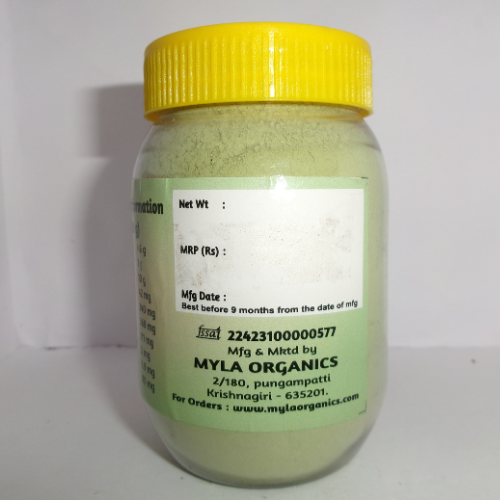 Net Wt :
MRP (Rs) :
Mfg Date :
Best before 9 months from the date of mfg
fssai 22423100000577
Mfg & Mktd by
MYLA ORGANICS
2/180, pungampatti
Krishnagiri - 635201.
For Orders : www.mylaorganics.com